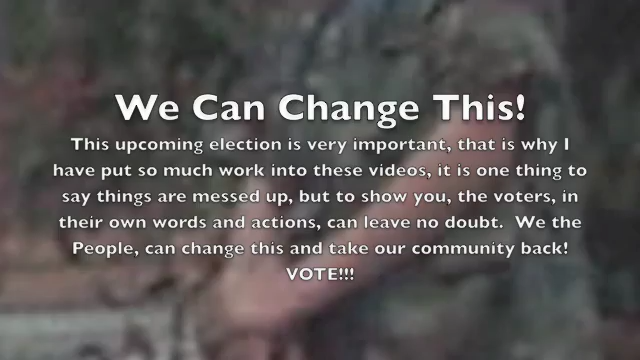 We Can Change This!
This upcoming election is very important, that is why I
have put so much work into these videos, it is one thing to
say things are messed up, but to show you, the voters, in
their own words and actions, can leave no doubt.  We the
People, can change this and take our community back!
VOTE!!!